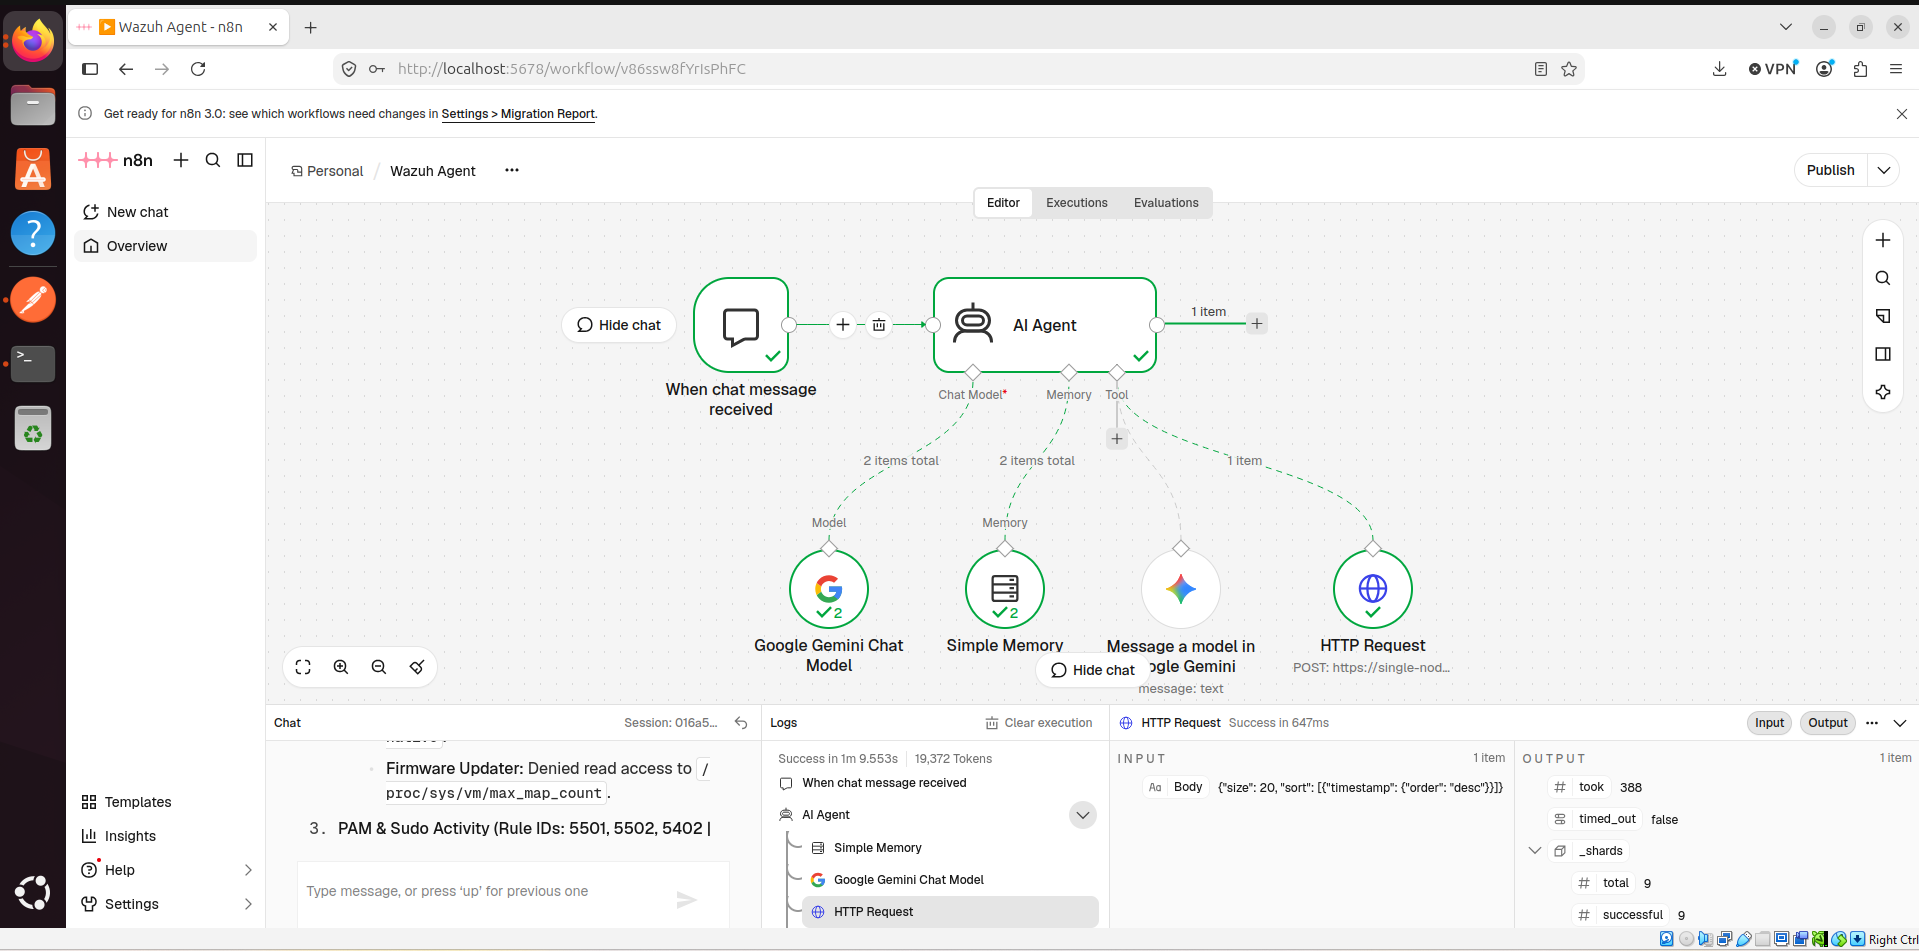 Wazuh Agent - n8n
http://localhost:5678/workflow/v86ssw8fYrIsPhFC
VPN
Get ready for n8n 3.0: see which workflows need changes in Settings > Migration Report.
n8n
New chat
Overview
Templates
Insights
Help
Settings
Personal / Wazuh Agent
Publish
Editor
Executions
Evaluations
Hide chat
When chat message
received
AI Agent
1 item
Chat Model*
Memory
Tool
2 items total
2 items total
1 item
Model
Memory
2
2
Google Gemini Chat
Model
Simple Memory
Message a model in
ogle Gemini
message: text
HTTP Request
POST: https://single-nod...
Hide chat
Chat
Session: 016a5...
Firmware Updater: Denied read access to /
proc/sys/vm/max_map_count.
3. PAM & Sudo Activity (Rule IDs: 5501, 5502, 5402 |
Type message, or press ‘up’ for previous one
Logs
Clear execution
Success in 1m 9.553s
19,372 Tokens
When chat message received
AI Agent
Simple Memory
Google Gemini Chat Model
HTTP Request
HTTP Request
Success in 647ms
Input
Output
INPUT
1 item
Body
{"size": 20, "sort": [{"timestamp": {"order": "desc"}}]}
OUTPUT
1 item
took 388
timed_out false
_shards
total 9
successful 9
Right Ctrl